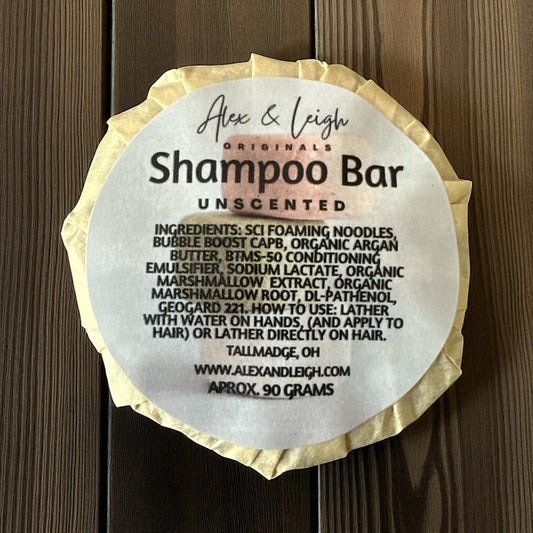 Alex & Leigh
ORIGINALS
Shampoo Bar
UNSCENTED
INGREDIENTS: SCI FOAMING NOODLES,
BUBBLE BOOST CAPB, ORGANIC ARGAN
BUTTER, BTMS-50 CONDITIONING
EMULSIFIER, SODIUM LACTATE, ORGANIC
MARSHMALLOW EXTRACT, ORGANIC
MARSHMALLOW ROOT, DL-PATHENOL,
GEOGARD 221. HOW TO USE: LATHER
WITH WATER ON HANDS, (AND APPLY TO
HAIR) OR LATHER DIRECTLY ON HAIR.
TALLMADGE, OH
WWW.ALEXANDLEIGH.COM
APROX. 90 GRAMS